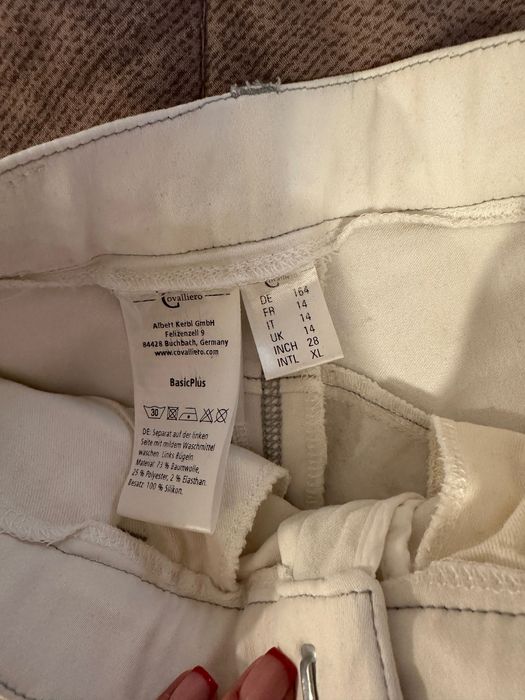 Covalliero
Albert Kerbl GmbH
Felizenzell 9
84428 Buchbach, Germany
www.covalliero.com
BasicPlus
30
DE: Separat auf der linken
Seite mit mildem Waschmittel
waschen. Links Bügeln
Material: 73 % Baumwolle,
25 % Polyester, 2 % Elasthan.
Besatz: 100 % Silikon.
Covalliero
DE 164
FR 14
IT 14
UK 14
INCH 28
INTL XL